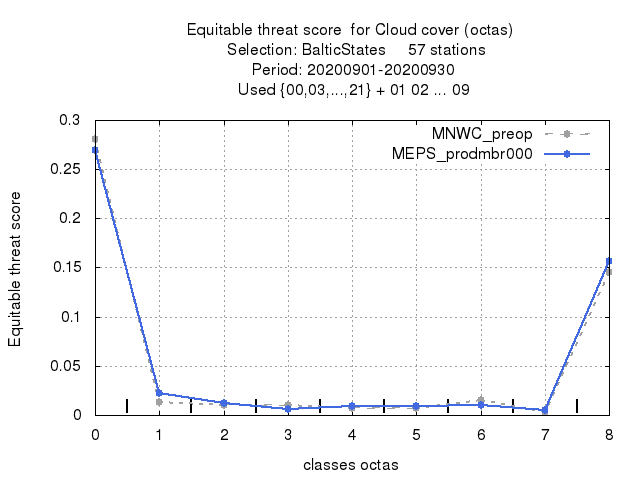 Equitable threat score  for Cloud cover (octas)
Selection: BalticStates     57 stations
Period: 20200901-20200930
Used {00,03,...,21} + 01 02 ... 09
MNWC_preop
MEPS_prodmbr000
Equitable threat score
0.3
0.25
0.2
0.15
0.1
0.05
0
0 1 2 3 4 5 6 7 8
classes octas